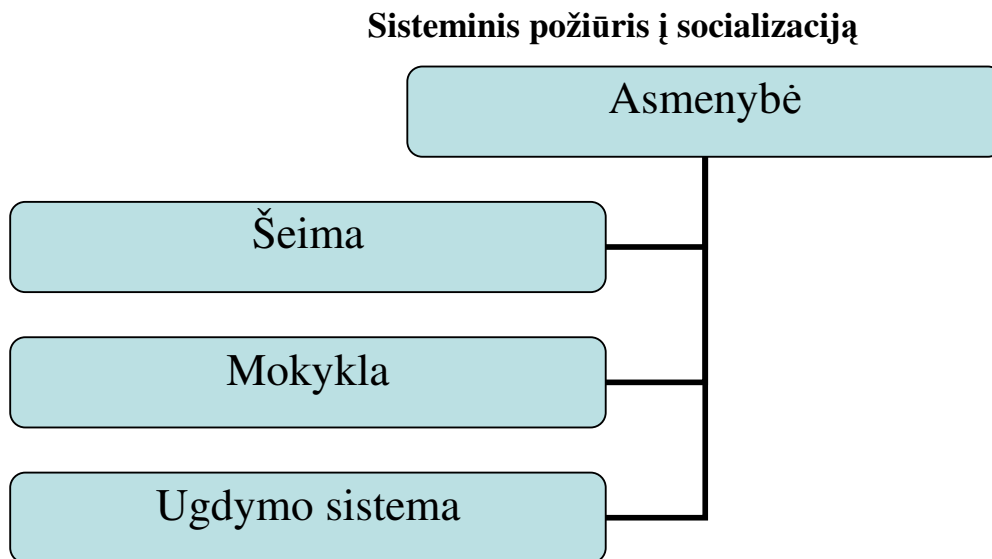 Sisteminis požiūris į socializaciją
Asmenybė
Šeima
Mokykla
Ugdymo sistema